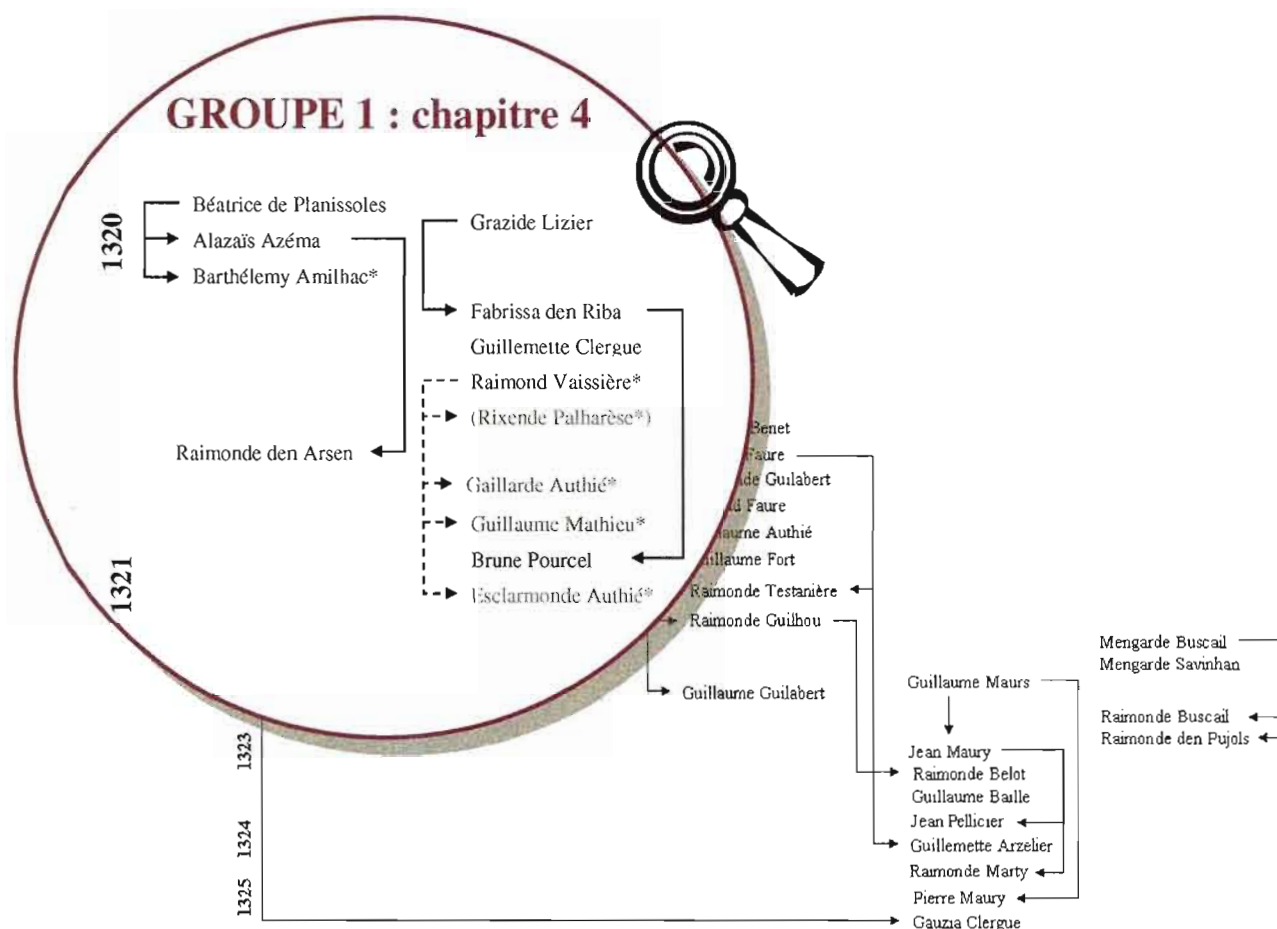 GROUPE 1 : chapitre 4
1320
Béatrice de Planissoles
Alazaïs Azéma
Barthélemy Amilhac*
Grazide Lizier
Fabrissa den Riba
Guillemette Clergue
Raimond Vaissière*
(Rixende Palharèse*)
Raimonde den Arsen
Gaillarde Authié*
Guillaume Mathieu*
Brune Pourcel
Esclarmonde Authié*
1321
Benet
Faure
Guilabert
Faure
Authié
Fort
Raimonde Testanière
Raimonde Guilhou
Guillaume Guilabert
Mengarde Buscail
Mengarde Savinhan
Guillaume Maurs
Raimonde Buscail
Raimonde den Pujols
1323
Jean Maury
Raimonde Belot
Guillaume Baille
Jean Pellicier
1324
Guillemette Arzelier
Raimonde Marty
1325
Pierre Maury
Gauzia Clergue